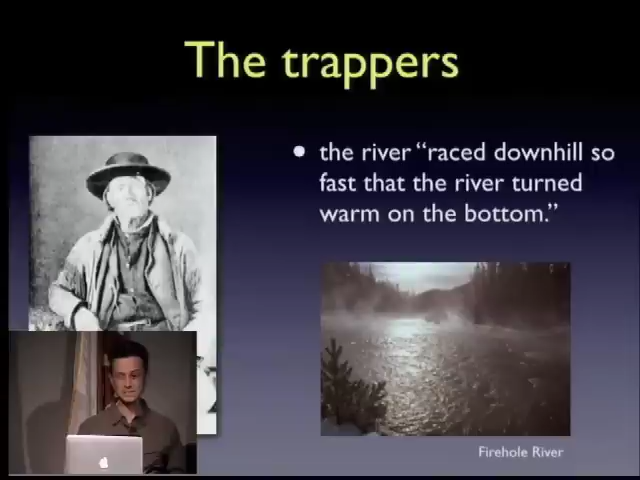 The trappers
• the river “raced downhill so
fast that the river turned
warm on the bottom.”
Firehole River